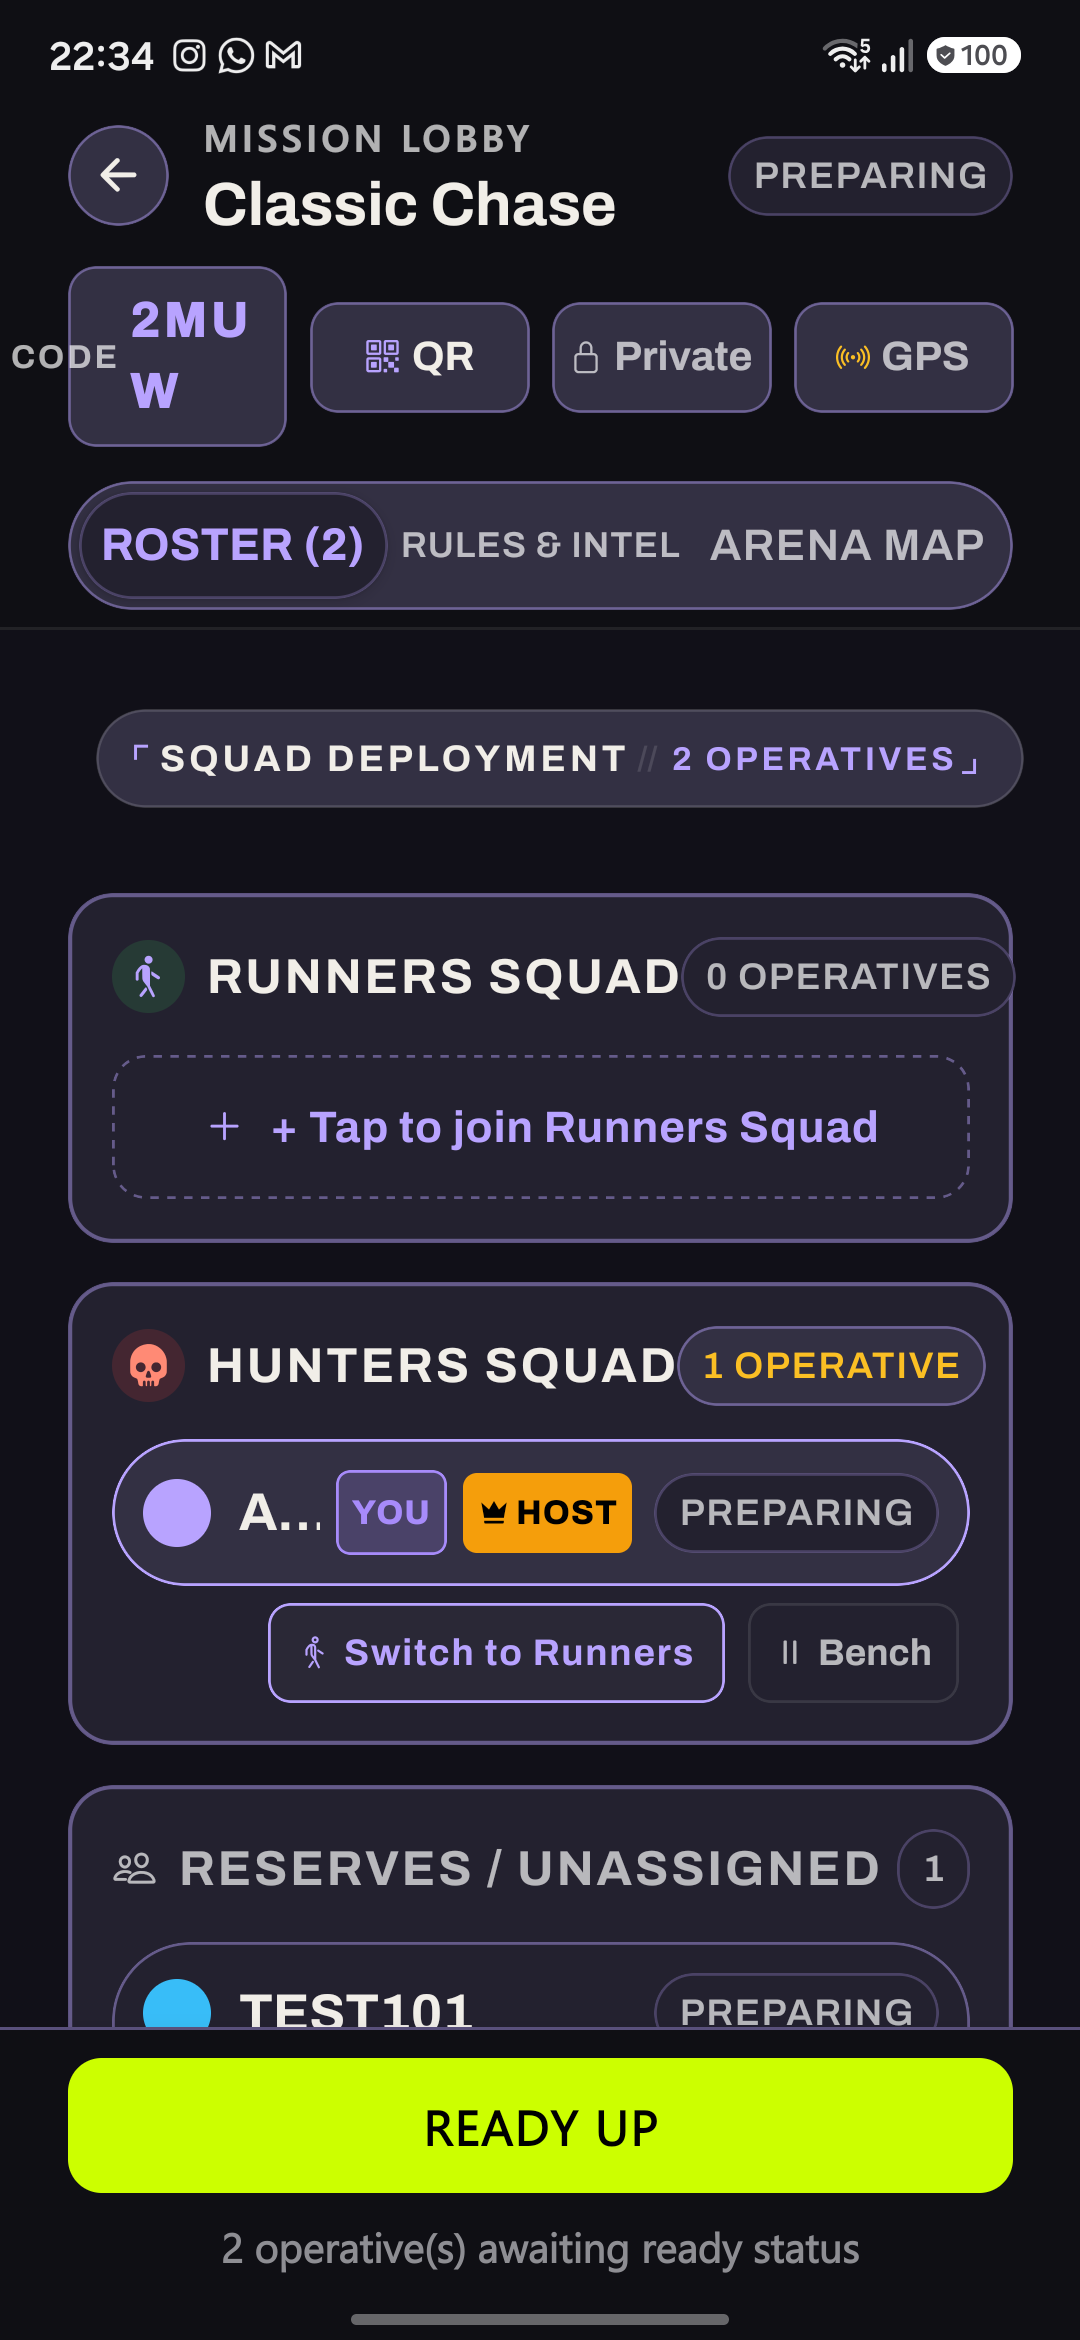 22:34
5
100
MISSION LOBBY
Classic Chase
PREPARING
CODE
2MU
W
QR
Private
GPS
ROSTER (2)
RULES & INTEL
ARENA MAP
SQUAD DEPLOYMENT // 2 OPERATIVES
RUNNERS SQUAD
0 OPERATIVES
+ Tap to join Runners Squad
HUNTERS SQUAD
1 OPERATIVE
A...
YOU
HOST
PREPARING
Switch to Runners
Bench
RESERVES / UNASSIGNED
1
TEST101
PREPARING
READY UP
2 operative(s) awaiting ready status